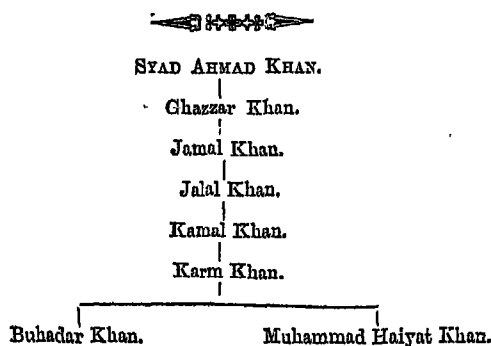 SYAD AHMAD KHAN.
Ghazzar Khan.
Jamal Khan.
Jalal Khan.
Kamal Khan.
Karm Khan.
Buhadar Khan. Muhammad Haiyat Khan.